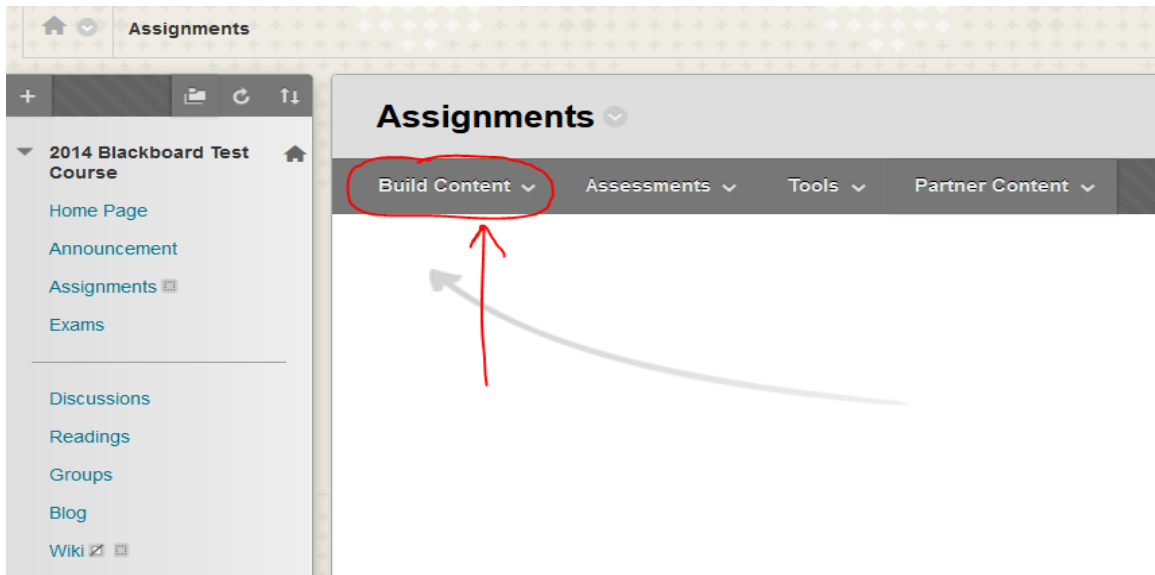 Assignments
2014 Blackboard Test
Course
Home Page
Announcement
Assignments
Exams
Discussions
Readings
Groups
Blog
Wiki
Assignments
Build Content
Assessments
Tools
Partner Content